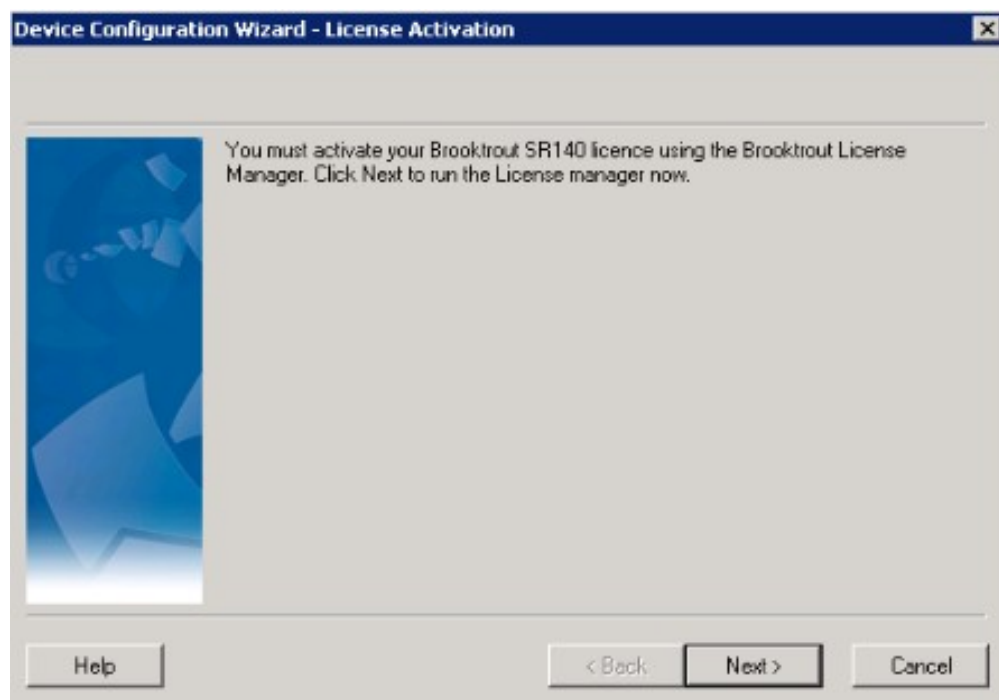 Device Configuration Wizard - License Activation
You must activate your Brooktrout SR140 licence using the Brooktrout License
Manager. Click Next to run the License manager now.
Help
< Back
Next >
Cancel